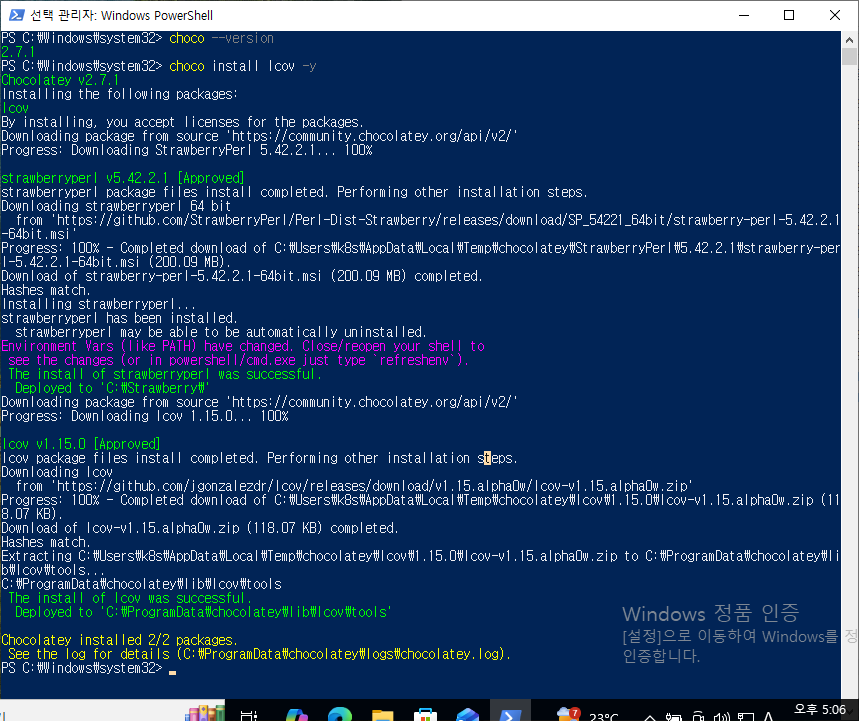 선택 관리자: Windows PowerShell
PS C:₩Windows₩system32> choco --version
2.7.1
PS C:₩Windows₩system32> choco install lcov -y
Chocolatey v2.7.1
Installing the following packages:
lcov
By installing, you accept licenses for the packages.
Downloading package from source 'https://community.chocolatey.org/api/v2/'
Progress: Downloading StrawberryPerl 5.42.2.1... 100%
strawberryperl v5.42.2.1 [Approved]
strawberryperl package files install completed. Performing other installation steps.
Downloading strawberryperl 64 bit
  from 'https://github.com/StrawberryPerl/Perl-Dist-Strawberry/releases/download/SP_54221_64bit/strawberry-perl-5.42.2.1
-64bit.msi'
Progress: 100% - Completed download of C:₩Users₩k8s₩AppData₩Local₩Temp₩chocolatey₩StrawberryPerl₩5.42.2.1₩strawberry-per
l-5.42.2.1-64bit.msi (200.09 MB).
Download of strawberry-perl-5.42.2.1-64bit.msi (200.09 MB) completed.
Hashes match.
Installing strawberryperl...
strawberryperl has been installed.
  strawberryperl may be able to be automatically uninstalled.
Environment Vars (like PATH) have changed. Close/reopen your shell to
 see the changes (or in powershell/cmd.exe just type `refreshenv`).
 The install of strawberryperl was successful.
  Deployed to 'C:₩Strawberry₩'
Downloading package from source 'https://community.chocolatey.org/api/v2/'
Progress: Downloading lcov 1.15.0... 100%
lcov v1.15.0 [Approved]
lcov package files install completed. Performing other installation steps.
Downloading lcov
  from 'https://github.com/jgonzalezdr/lcov/releases/download/v1.15.alpha0w/lcov-v1.15.alpha0w.zip'
Progress: 100% - Completed download of C:₩Users₩k8s₩AppData₩Local₩Temp₩chocolatey₩lcov₩1.15.0₩lcov-v1.15.alpha0w.zip (11
8.07 KB).
Download of lcov-v1.15.alpha0w.zip (118.07 KB) completed.
Hashes match.
Extracting C:₩Users₩k8s₩AppData₩Local₩Temp₩chocolatey₩lcov₩1.15.0₩lcov-v1.15.alpha0w.zip to C:₩ProgramData₩chocolatey₩li
b₩lcov₩tools...
C:₩ProgramData₩chocolatey₩lib₩lcov₩tools
 The install of lcov was successful.
  Deployed to 'C:₩ProgramData₩chocolatey₩lib₩lcov₩tools'
Chocolatey installed 2/2 packages.
 See the log for details (C:₩ProgramData₩chocolatey₩logs₩chocolatey.log).
PS C:₩Windows₩system32>
Windows 정품 인증
[설정]으로 이동하여 Windows를 정
인증합니다.
7
23°C
A
오후 5:06